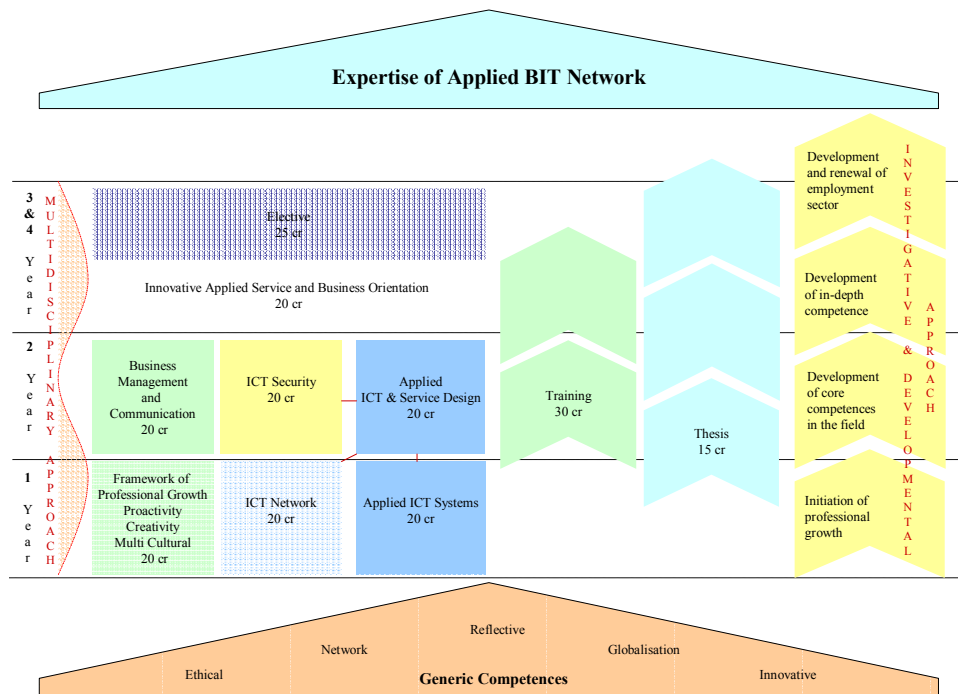 Expertise of Applied BIT Network
3
&
4
Year
MULTIDISCIPLINARY APPROACH
Elective
25 cr
Innovative Applied Service and Business Orientation
20 cr
2
Year
Business
Management
and
Communication
20 cr
ICT Security
20 cr
Applied
ICT & Service Design
20 cr
1
Year
Framework of
Professional Growth
Proactivity
Creativity
Multi Cultural
20 cr
ICT Network
20 cr
Applied ICT Systems
20 cr
Training
30 cr
Thesis
15 cr
Development
and renewal of
employment
sector
Development
of in-depth
competence
Development
of core
competences
in the field
Initiation of
professional
growth
INVESTIGATIVE & DEVELOPMENTAL
APPROACH
Reflective
Network
Globalisation
Ethical
Innovative
Generic Competences